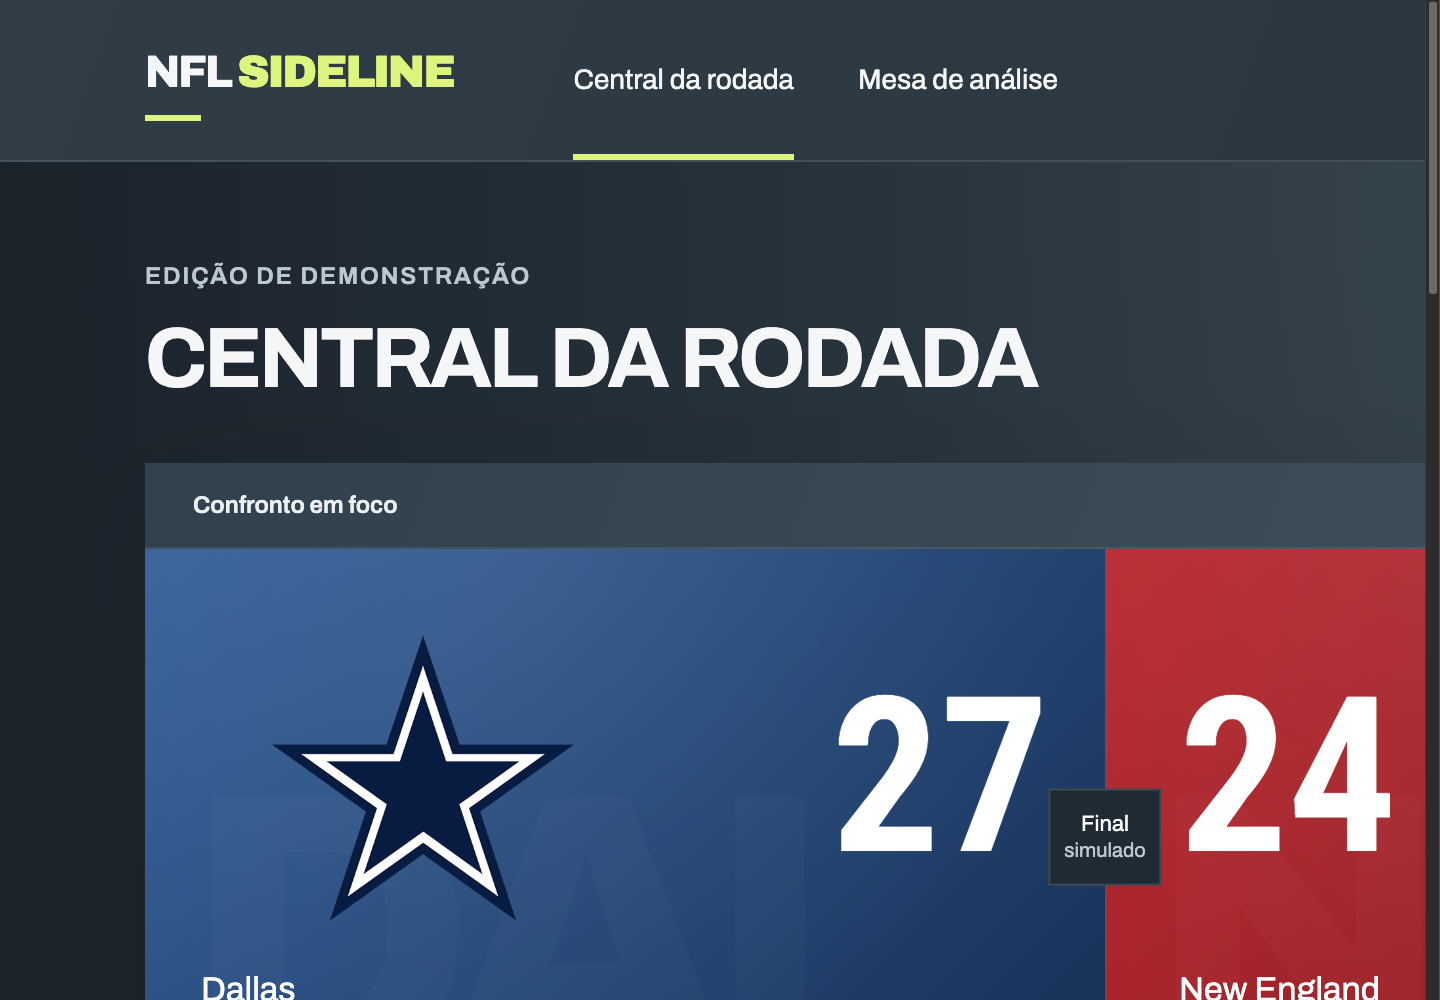 NFL SIDELINE
Central da rodada
Mesa de análise
EDIÇÃO DE DEMONSTRAÇÃO
CENTRAL DA RODADA
Confronto em foco
27
24
Final
simulado
DAL
N
Dallas
New England